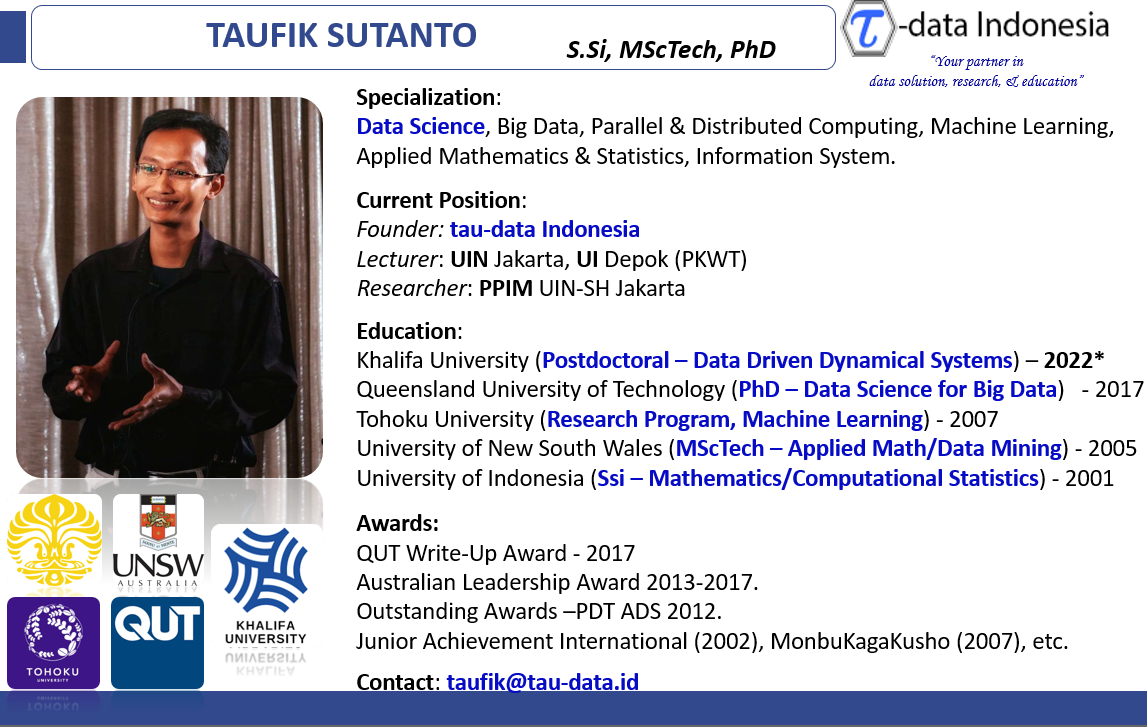 TAUFIK SUTANTO
S.Si, MScTech, PhD
τ-data Indonesia
“Your partner in
data solution, research, & education”
Specialization:
Data Science, Big Data, Parallel & Distributed Computing, Machine Learning,
Applied Mathematics & Statistics, Information System.
Current Position:
Founder: tau-data Indonesia
Lecturer: UIN Jakarta, UI Depok (PKWT)
Researcher: PPIM UIN-SH Jakarta
Education:
Khalifa University (Postdoctoral – Data Driven Dynamical Systems) – 2022*
Queensland University of Technology (PhD – Data Science for Big Data) - 2017
Tohoku University (Research Program, Machine Learning) - 2007
University of New South Wales (MScTech – Applied Math/Data Mining) - 2005
University of Indonesia (Ssi – Mathematics/Computational Statistics) - 2001
Awards:
QUT Write-Up Award - 2017
Australian Leadership Award 2013-2017.
Outstanding Awards –PDT ADS 2012.
Junior Achievement International (2002), MonbuKagaKusho (2007), etc.
Contact: taufik@tau-data.id
UNSW
AUSTRALIA
KHALIFA
UNIVERSITY
TOHOKU
UNIVERSITY
QUT